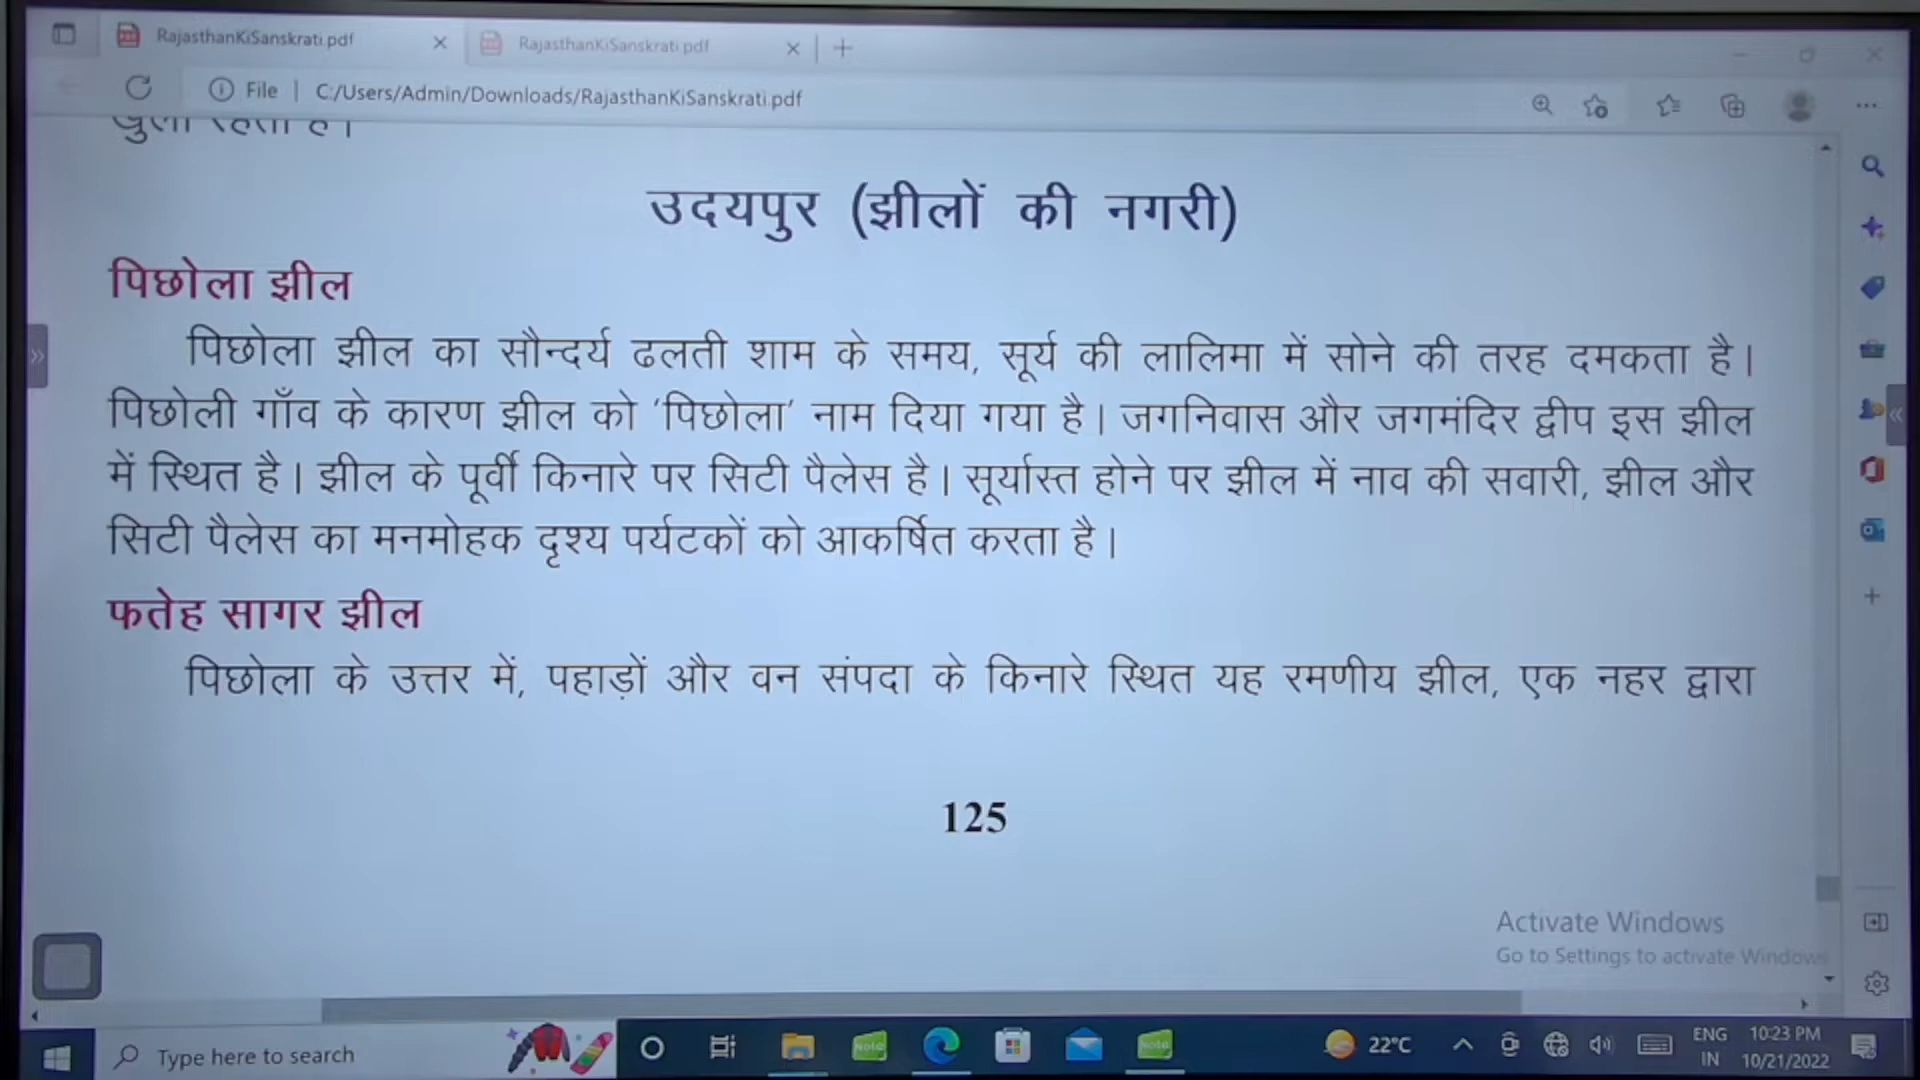 RajasthanKiSanskrati.pdf
RajasthanKiSanskrati.pdf
File | C:/Users/Admin/Downloads/RajasthanKiSanskrati.pdf
उदयपुर (झीलों की नगरी)
पिछोला झील
पिछोला झील का सौन्दर्य ढलती शाम के समय, सूर्य की लालिमा में सोने की तरह दमकता है।
पिछोली गाँव के कारण झील को 'पिछोला' नाम दिया गया है। जगनिवास और जगमंदिर द्वीप इस झील
में स्थित है। झील के पूर्वी किनारे पर सिटी पैलेस है। सूर्यास्त होने पर झील में नाव की सवारी, झील और
सिटी पैलेस का मनमोहक दृश्य पर्यटकों को आकर्षित करता है।
फतेह सागर झील
पिछोला के उत्तर में, पहाड़ों और वन संपदा के किनारे स्थित यह रमणीय झील, एक नहर द्वारा
125
Activate Windows
Go to Settings to activate Windows
Type here to search
22°C
ENG
IN
10:23 PM
10/21/2022